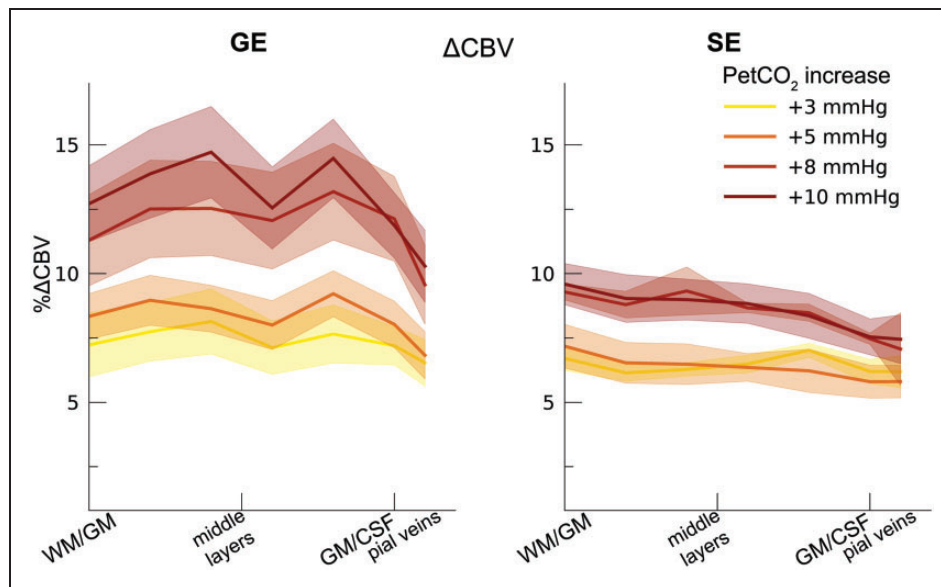 GE
ΔCBV
SE
PetCO₂ increase
+3 mmHg
+5 mmHg
+8 mmHg
+10 mmHg
%ΔCBV
15
10
5
WM/GM
middle
layers
GM/CSF
pial veins
15
10
5
WM/GM
middle
layers
GM/CSF
pial veins